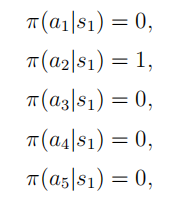 π(a₁|s₁) = 0,
π(a₂|s₁) = 1,
π(a₃|s₁) = 0,
π(a₄|s₁) = 0,
π(a₅|s₁) = 0,